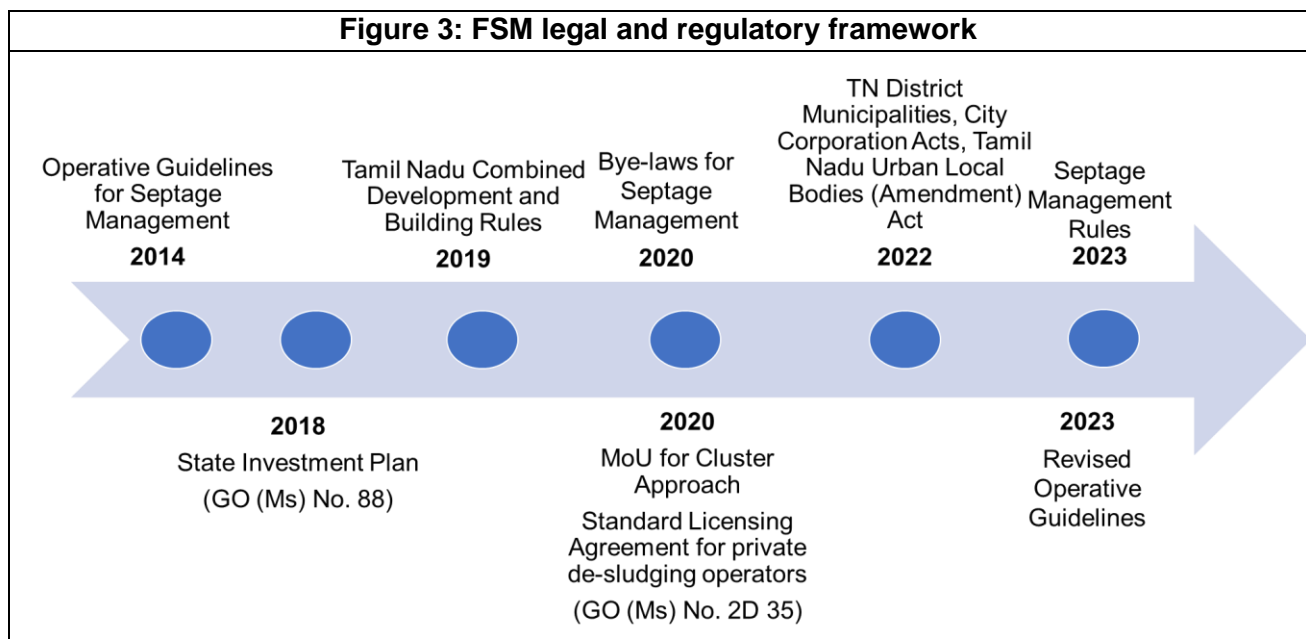 Figure 3: FSM legal and regulatory framework
Operative Guidelines
for Septage
Management
2014
Tamil Nadu Combined
Development and
Building Rules
2019
Bye-laws for
Septage
Management
2020
TN District
Municipalities, City
Corporation Acts, Tamil
Nadu Urban Local
Bodies (Amendment)
Act
2022
Septage
Management
Rules
2023
2018
State Investment Plan
(GO (Ms) No. 88)
2020
MoU for Cluster
Approach
Standard Licensing
Agreement for private
de-sludging operators
(GO (Ms) No. 2D 35)
2023
Revised
Operative
Guidelines